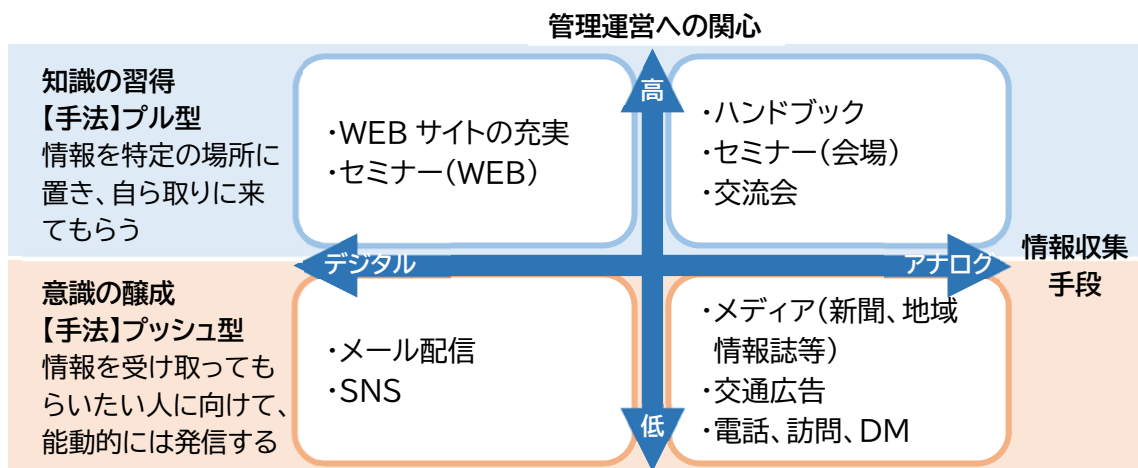 管理運営への関心
知識の習得
【手法】プル型
情報を特定の場所に
置き、自ら取りに来
てもらう
・WEB サイトの充実
・セミナー(WEB)
高
・ハンドブック
・セミナー(会場)
・交流会
デジタル
アナログ
情報収集
手段
意識の醸成
【手法】プッシュ型
情報を受け取っても
らいたい人に向けて、
能動的には発信する
・メール配信
・SNS
低
・メディア(新聞、地域
情報誌等)
・交通広告
・電話、訪問、DM